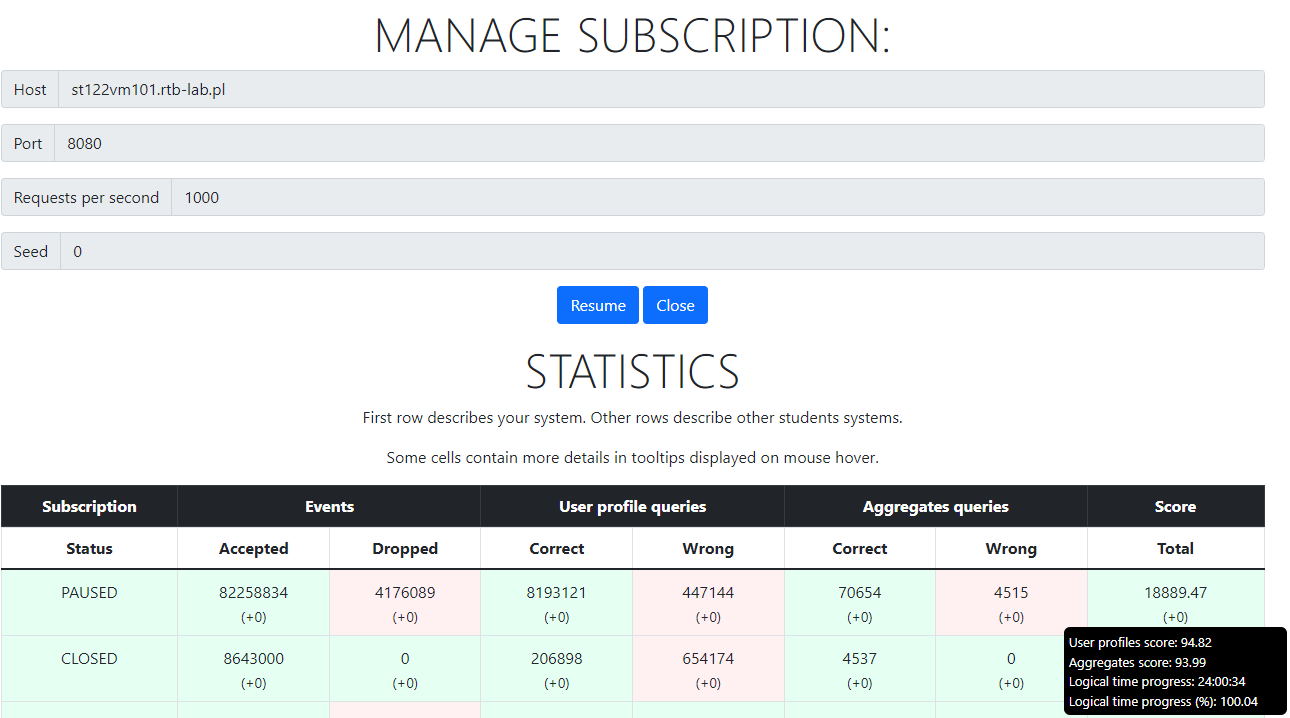 MANAGE SUBSCRIPTION:
Host st122vm101.rtb-lab.pl
Port 8080
Requests per second 1000
Seed 0
Resume Close
STATISTICS
First row describes your system. Other rows describe other students systems.
Some cells contain more details in tooltips displayed on mouse hover.
Subscription Events User profile queries Aggregates queries Score
Status Accepted Dropped Correct Wrong Correct Wrong Total
PAUSED 82258834 4176089 8193121 447144 70654 4515 18889.47
(+0) (+0) (+0) (+0) (+0) (+0) (+0)
CLOSED 8643000 0 206898 654174 4537 0
(+0) (+0) (+0) (+0) (+0) (+0)
User profiles score: 94.82
Aggregates score: 93.99
Logical time progress: 24:00:34
Logical time progress (%): 100.04